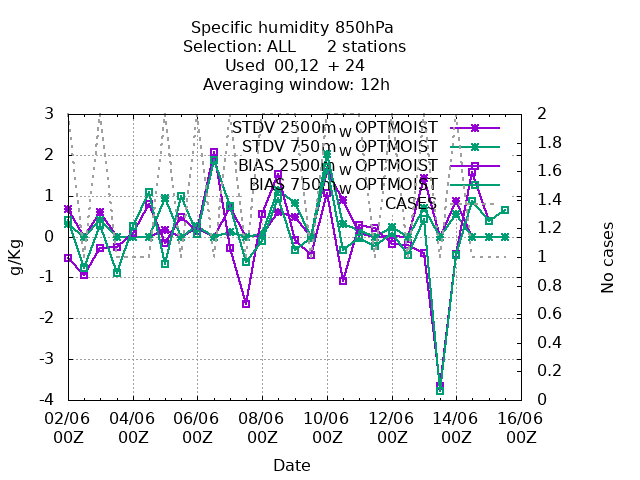 Specific humidity 850hPa
Selection: ALL 2 stations
Used 00,12 + 24
Averaging window: 12h
STDV 2500m_W OPTMOIST
STDV 750m_W OPTMOIST
BIAS 2500m_W OPTMOIST
BIAS 750m_W OPTMOIST
CASES
3
2
1
0
-1
-2
-3
-4
g/Kg
2
1.8
1.6
1.4
1.2
1
0.8
0.6
0.4
0.2
0
No cases
02/06 04/06 06/06 08/06 10/06 12/06 14/06 16/06
00Z 00Z 00Z 00Z 00Z 00Z 00Z 00Z
Date